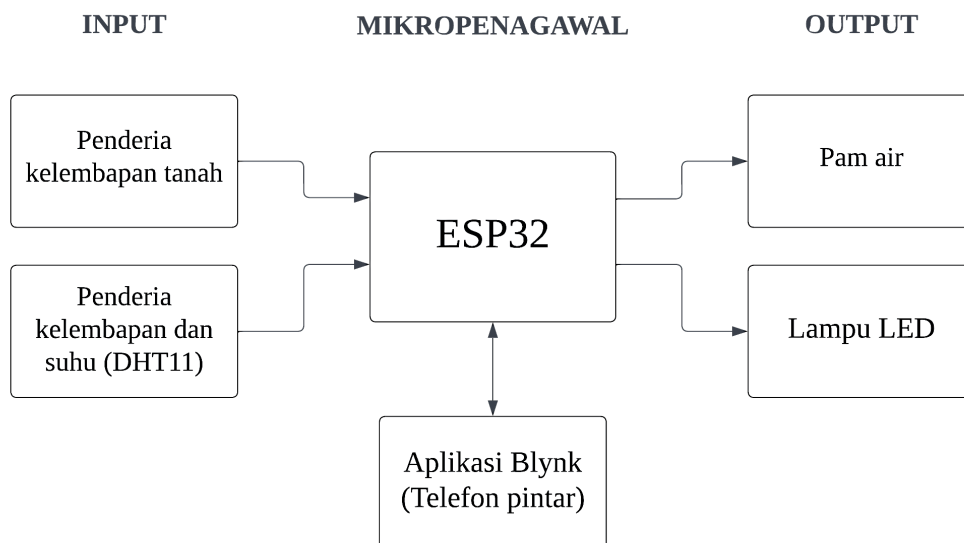 INPUT
MIKROPENAGAWAL
OUTPUT
Penderia
kelembapan tanah
Penderia
kelembapan dan
suhu (DHT11)
ESP32
Aplikasi Blynk
(Telefon pintar)
Pam air
Lampu LED